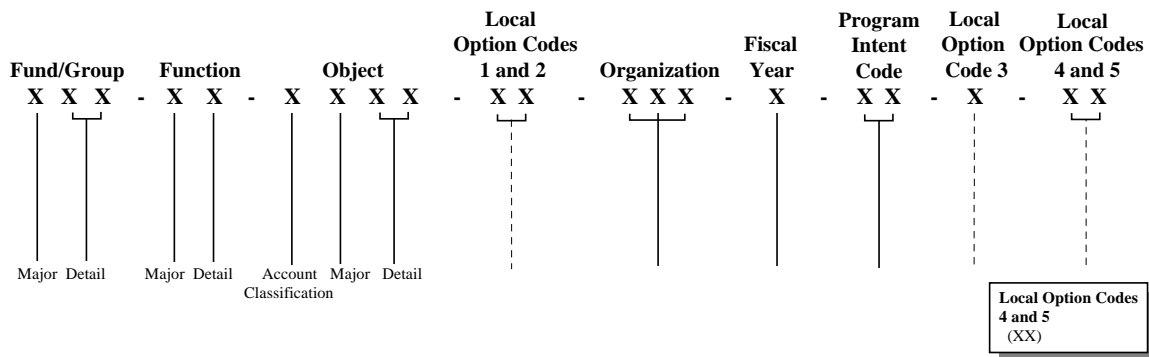 Local Option Codes 1 and 2
Fiscal Year
Program Intent Code
Local Option Code 3
Local Option Codes 4 and 5
Fund/Group
Function
Object
Organization
X X X - X X - X X X X - X X - X X X - X - X X - X - X X
Major Detail
Major Detail
Account Classification
Major Detail
Local Option Codes
4 and 5
(XX)